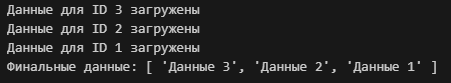 Данные для ID 3 загружены
Данные для ID 2 загружены
Данные для ID 1 загружены
Финальные данные: [ 'Данные 3', 'Данные 2', 'Данные 1' ]